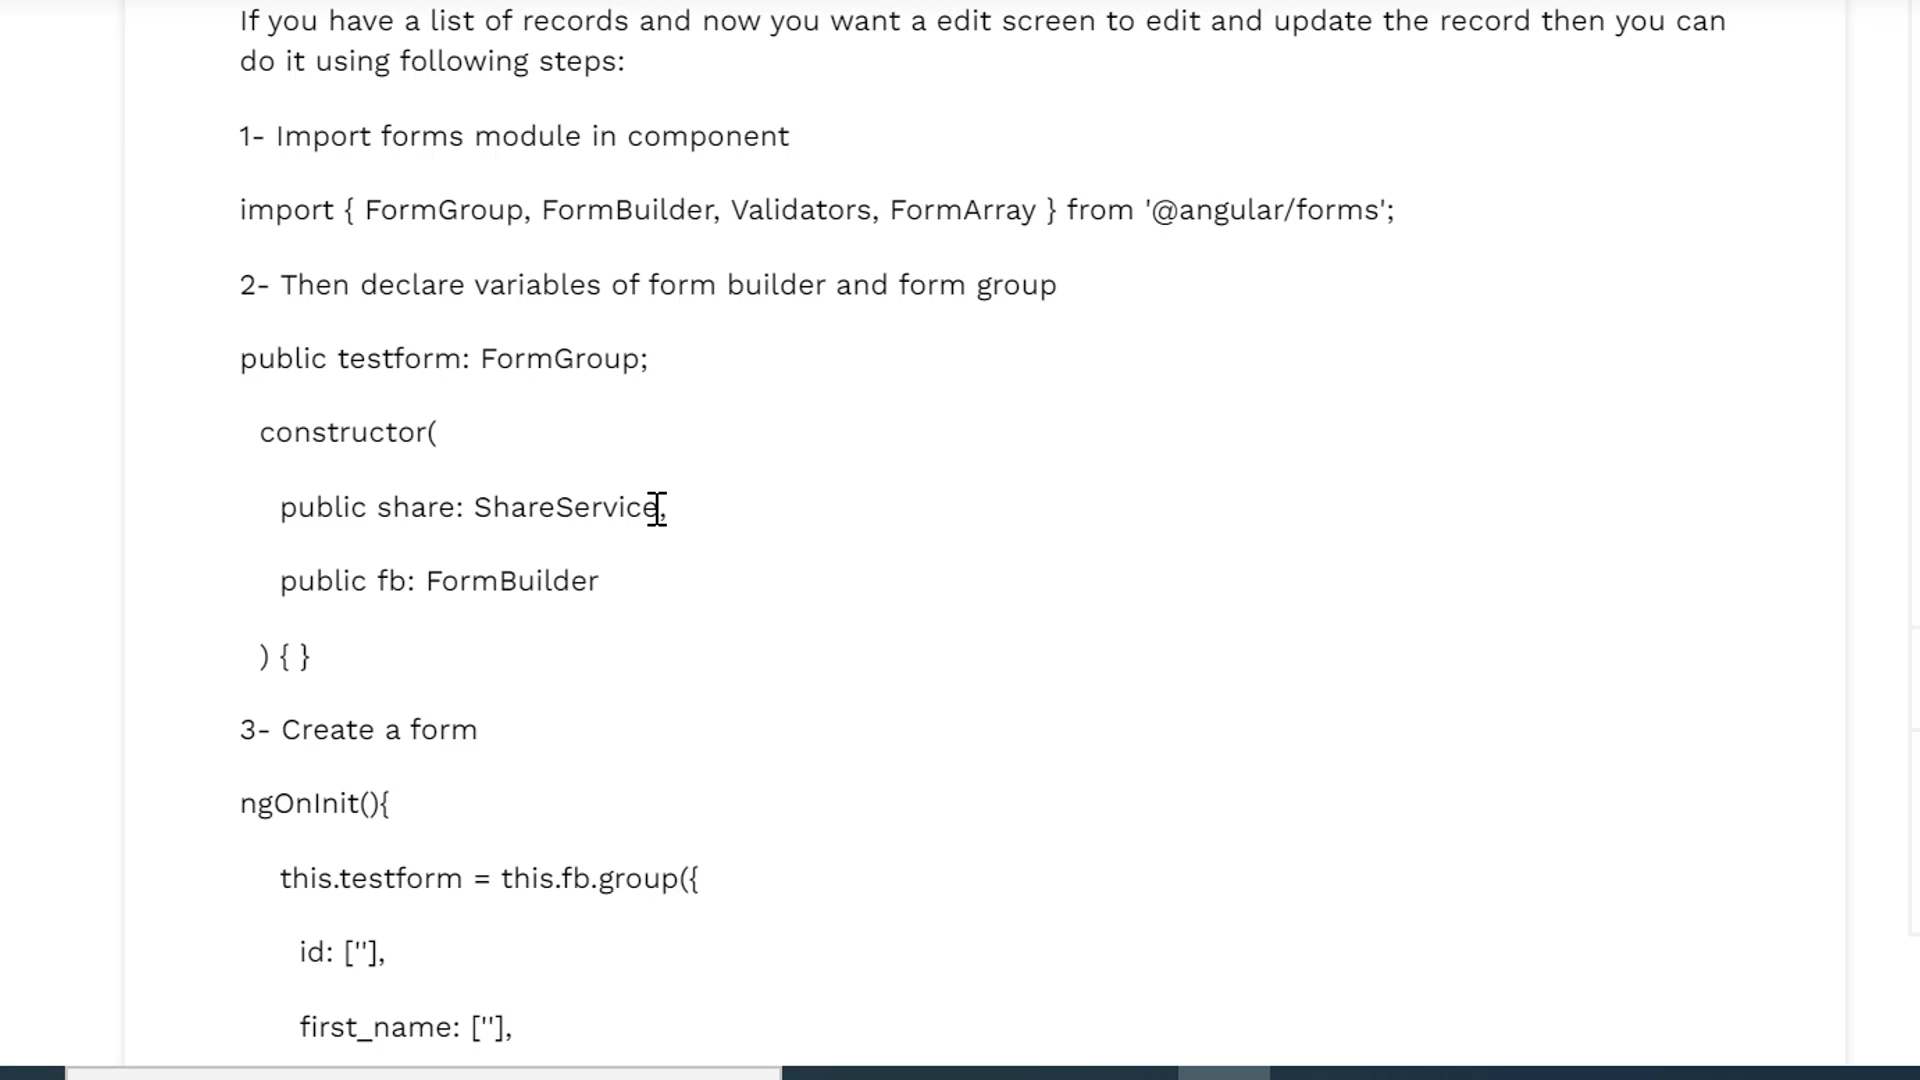 If you have a list of records and now you want a edit screen to edit and update the record then you can
do it using following steps:
1- Import forms module in component
import { FormGroup, FormBuilder, Validators, FormArray } from '@angular/forms';
2- Then declare variables of form builder and form group
public testform: FormGroup;
constructor(
public share: ShareService,
public fb: FormBuilder
) { }
3- Create a form
ngOnInit(){
this.testform = this.fb.group({
id: [''],
first_name: [''],